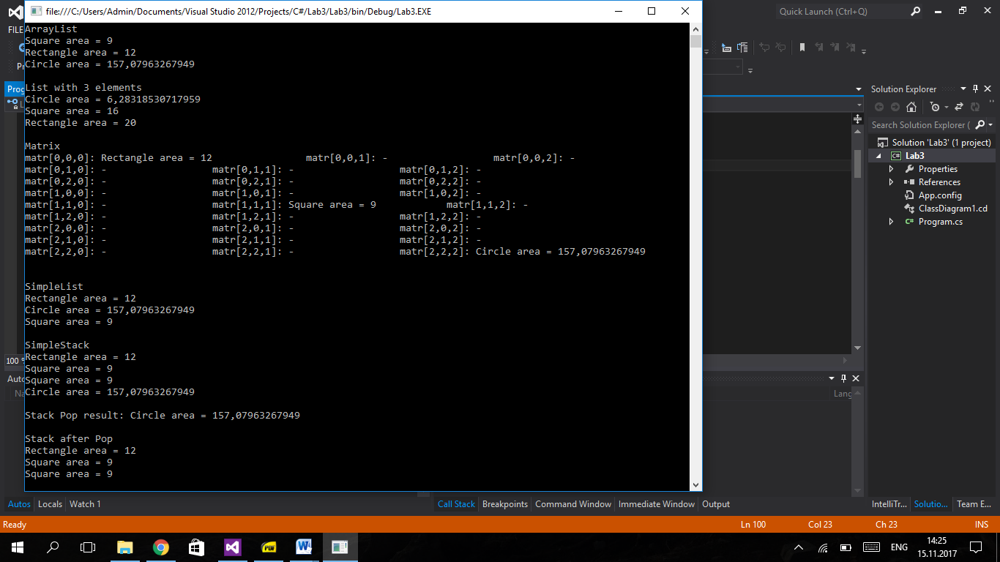 file:///C:/Users/Admin/Documents/Visual Studio 2012/Projects/C#/Lab3/Lab3/bin/Debug/Lab3.EXE
Quick Launch (Ctrl+Q)
FILE
ArrayList
Square area = 9
Rectangle area = 12
Circle area = 157,07963267949
List with 3 elements
Circle area = 6,28318530717959
Square area = 16
Rectangle area = 20
Matrix
matr[0,0,0]: Rectangle area = 12 matr[0,0,1]: - matr[0,0,2]: -
matr[0,1,0]: - matr[0,1,1]: - matr[0,1,2]: -
matr[0,2,0]: - matr[0,2,1]: - matr[0,2,2]: -
matr[1,0,0]: - matr[1,0,1]: - matr[1,0,2]: -
matr[1,1,0]: - matr[1,1,1]: Square area = 9 matr[1,1,2]: -
matr[1,2,0]: - matr[1,2,1]: - matr[1,2,2]: -
matr[2,0,0]: - matr[2,0,1]: - matr[2,0,2]: -
matr[2,1,0]: - matr[2,1,1]: - matr[2,1,2]: -
matr[2,2,0]: - matr[2,2,1]: - matr[2,2,2]: Circle area = 157,07963267949
SimpleList
Rectangle area = 12
Circle area = 157,07963267949
Square area = 9
SimpleStack
Rectangle area = 12
Square area = 9
Square area = 9
Circle area = 157,07963267949
Stack Pop result: Circle area = 157,07963267949
Stack after Pop
Rectangle area = 12
Square area = 9
Square area = 9
Prog
100 %
Auto
Na
Lang
Solution Explorer
Search Solution Explorer (
Solution 'Lab3' (1 project)
C# Lab3
Properties
References
App.config
ClassDiagram1.cd
C# Program.cs
Autos Locals Watch 1
Call Stack Breakpoints Command Window Immediate Window Output
IntelliTr... Solutio... Team E...
Ready Ln 100 Col 23 Ch 23 INS
PDF
ENG
14:25
15.11.2017